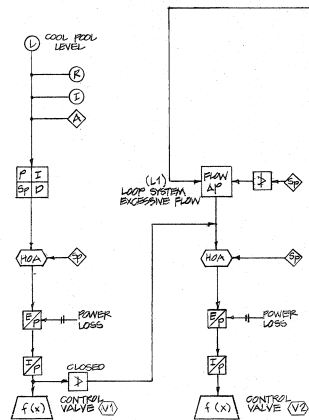 L
COOL POOL
LEVEL
R
I
A
P I
SP D
(L1)
LOOP SYSTEM
EXCESSIVE FLOW
FLOW
ΔP
SP
HOA
SP
HOA
SP
E/P
POWER
LOSS
E/P
POWER
LOSS
I/P
CLOSED
I/P
f(x)
CONTROL
VALVE V1
f(x)
CONTROL
VALVE V2